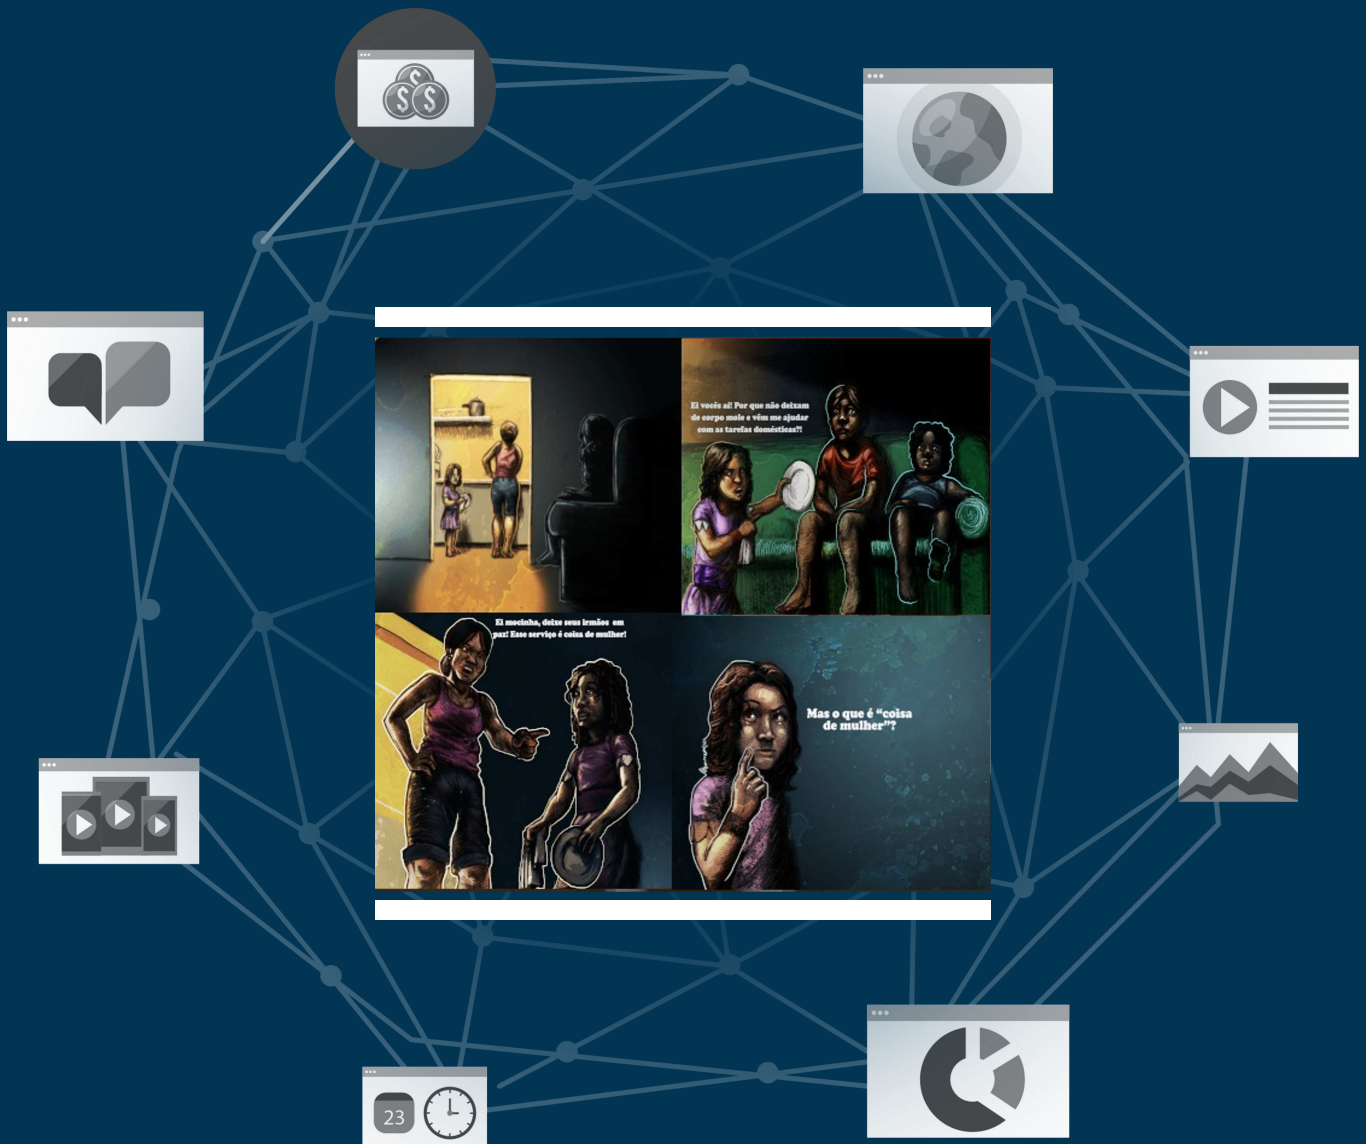 Ei vocês aí! Por que não deixam
de corpo mole e vêm me ajudar
com as tarefas domésticas?!
Ei mocinha, deixe seus irmãos em
paz! Esse serviço é coisa de mulher!
Mas o que é “coisa
de mulher”?
$
$ $
23